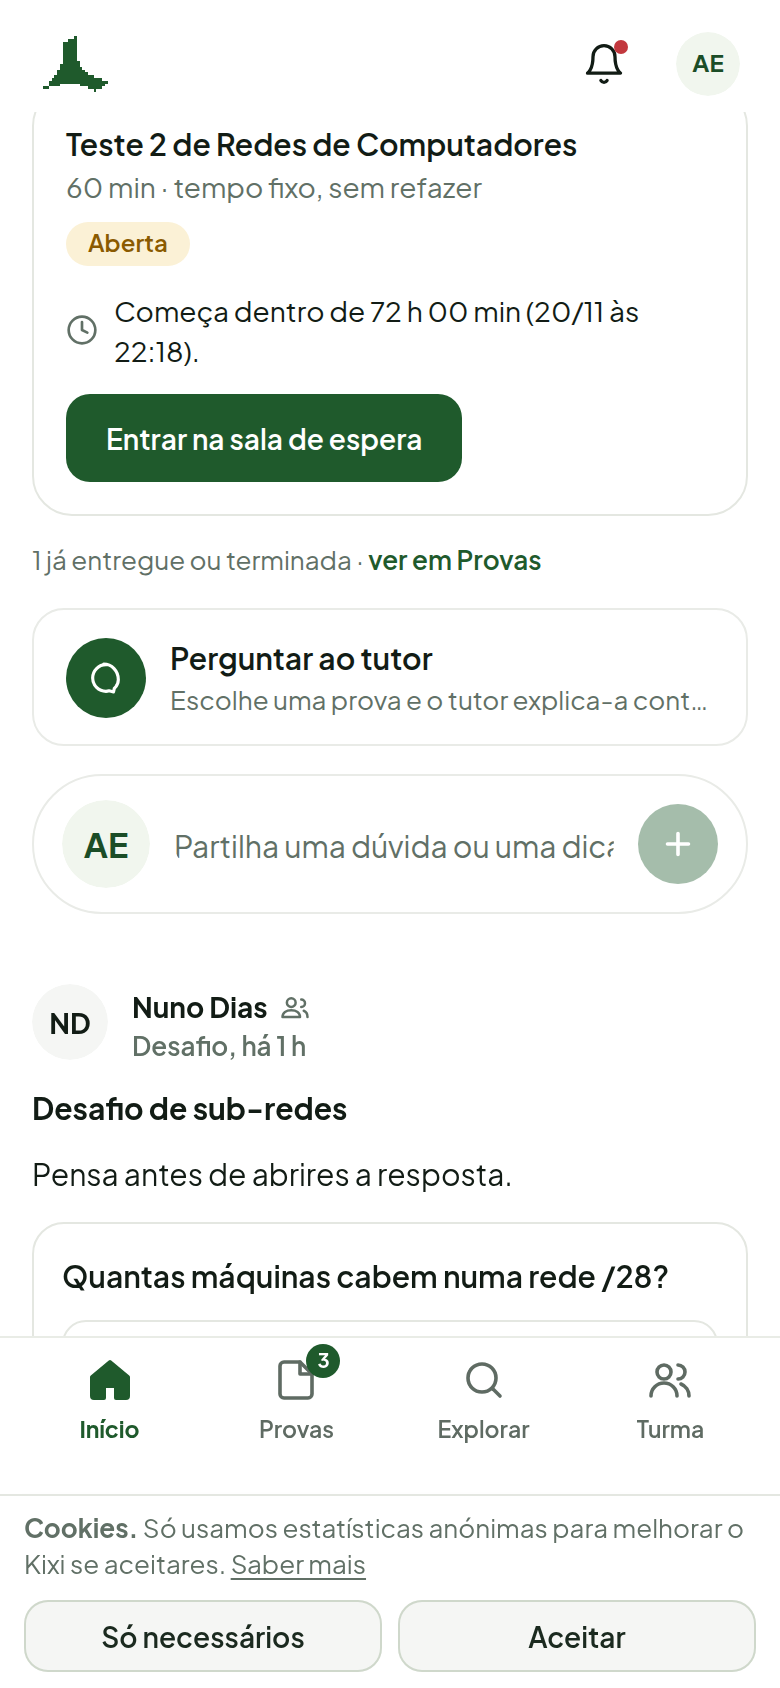 AE
Teste 2 de Redes de Computadores
60 min · tempo fixo, sem refazer
Aberta
Começa dentro de 72 h 00 min (20/11 às
22:18).
Entrar na sala de espera
1 já entregue ou terminada · ver em Provas
Perguntar ao tutor
Escolhe uma prova e o tutor explica-a cont…
AE
Partilha uma dúvida ou uma dica
ND
Nuno Dias
Desafio, há 1 h
Desafio de sub-redes
Pensa antes de abrires a resposta.
Quantas máquinas cabem numa rede /28?
3
Início
Provas
Explorar
Turma
Cookies. Só usamos estatísticas anónimas para melhorar o
Kixi se aceitares. Saber mais
Só necessários
Aceitar